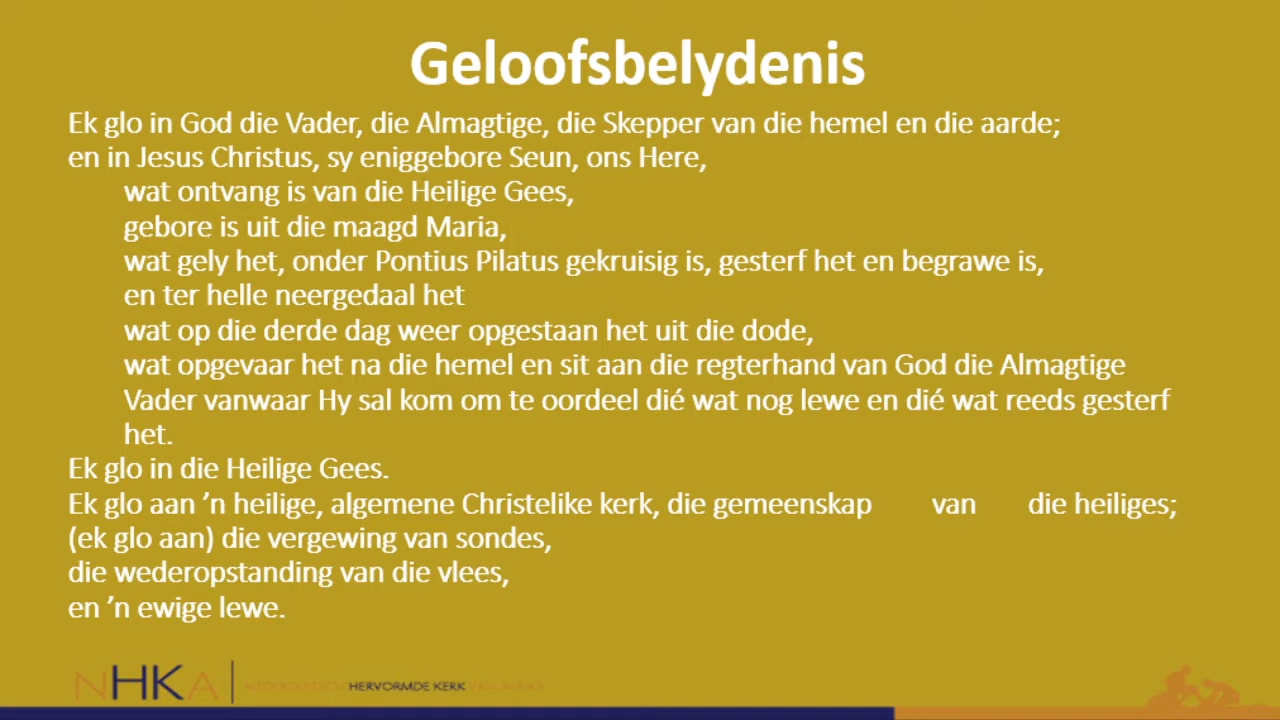 Geloofsbelydenis
Ek glo in God die Vader, die Almagtige, die Skepper van die hemel en die aarde;
en in Jesus Christus, sy eniggebore Seun, ons Here,
wat ontvang is van die Heilige Gees,
gebore is uit die maagd Maria,
wat gely het, onder Pontius Pilatus gekruisig is, gesterf het en begrawe is,
en ter helle neergedaal het
wat op die derde dag weer opgestaan het uit die dode,
wat opgevaar het na die hemel en sit aan die regterhand van God die Almagtige
Vader vanwaar Hy sal kom om te oordeel dié wat nog lewe en dié wat reeds gesterf
het.
Ek glo in die Heilige Gees.
Ek glo aan ’n heilige, algemene Christelike kerk, die gemeenskap van die heiliges;
(ek glo aan) die vergewing van sondes,
die wederopstanding van die vlees,
en ’n ewige lewe.
NHKA
HERVORMDE KERK